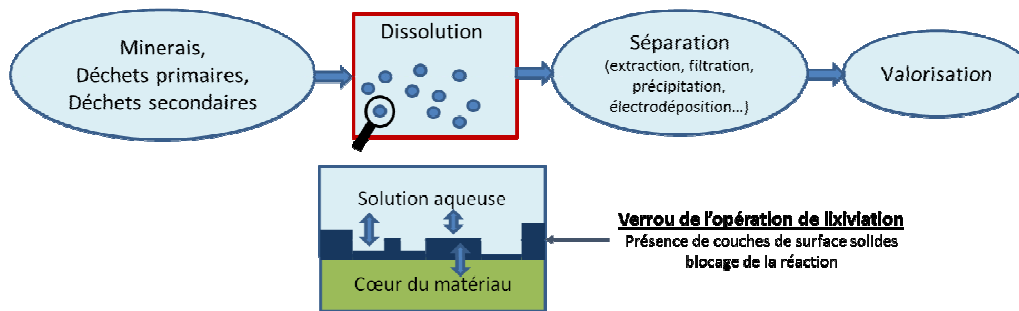 Minerais,
Déchets primaires,
Déchets secondaires
Dissolution
Séparation
(extraction, filtration,
précipitation,
électrodéposition...)
Valorisation
Solution aqueuse
Cœur du matériau
Verrou de l'opération de lixiviation
Présence de couches de surface solides
blocage de la réaction